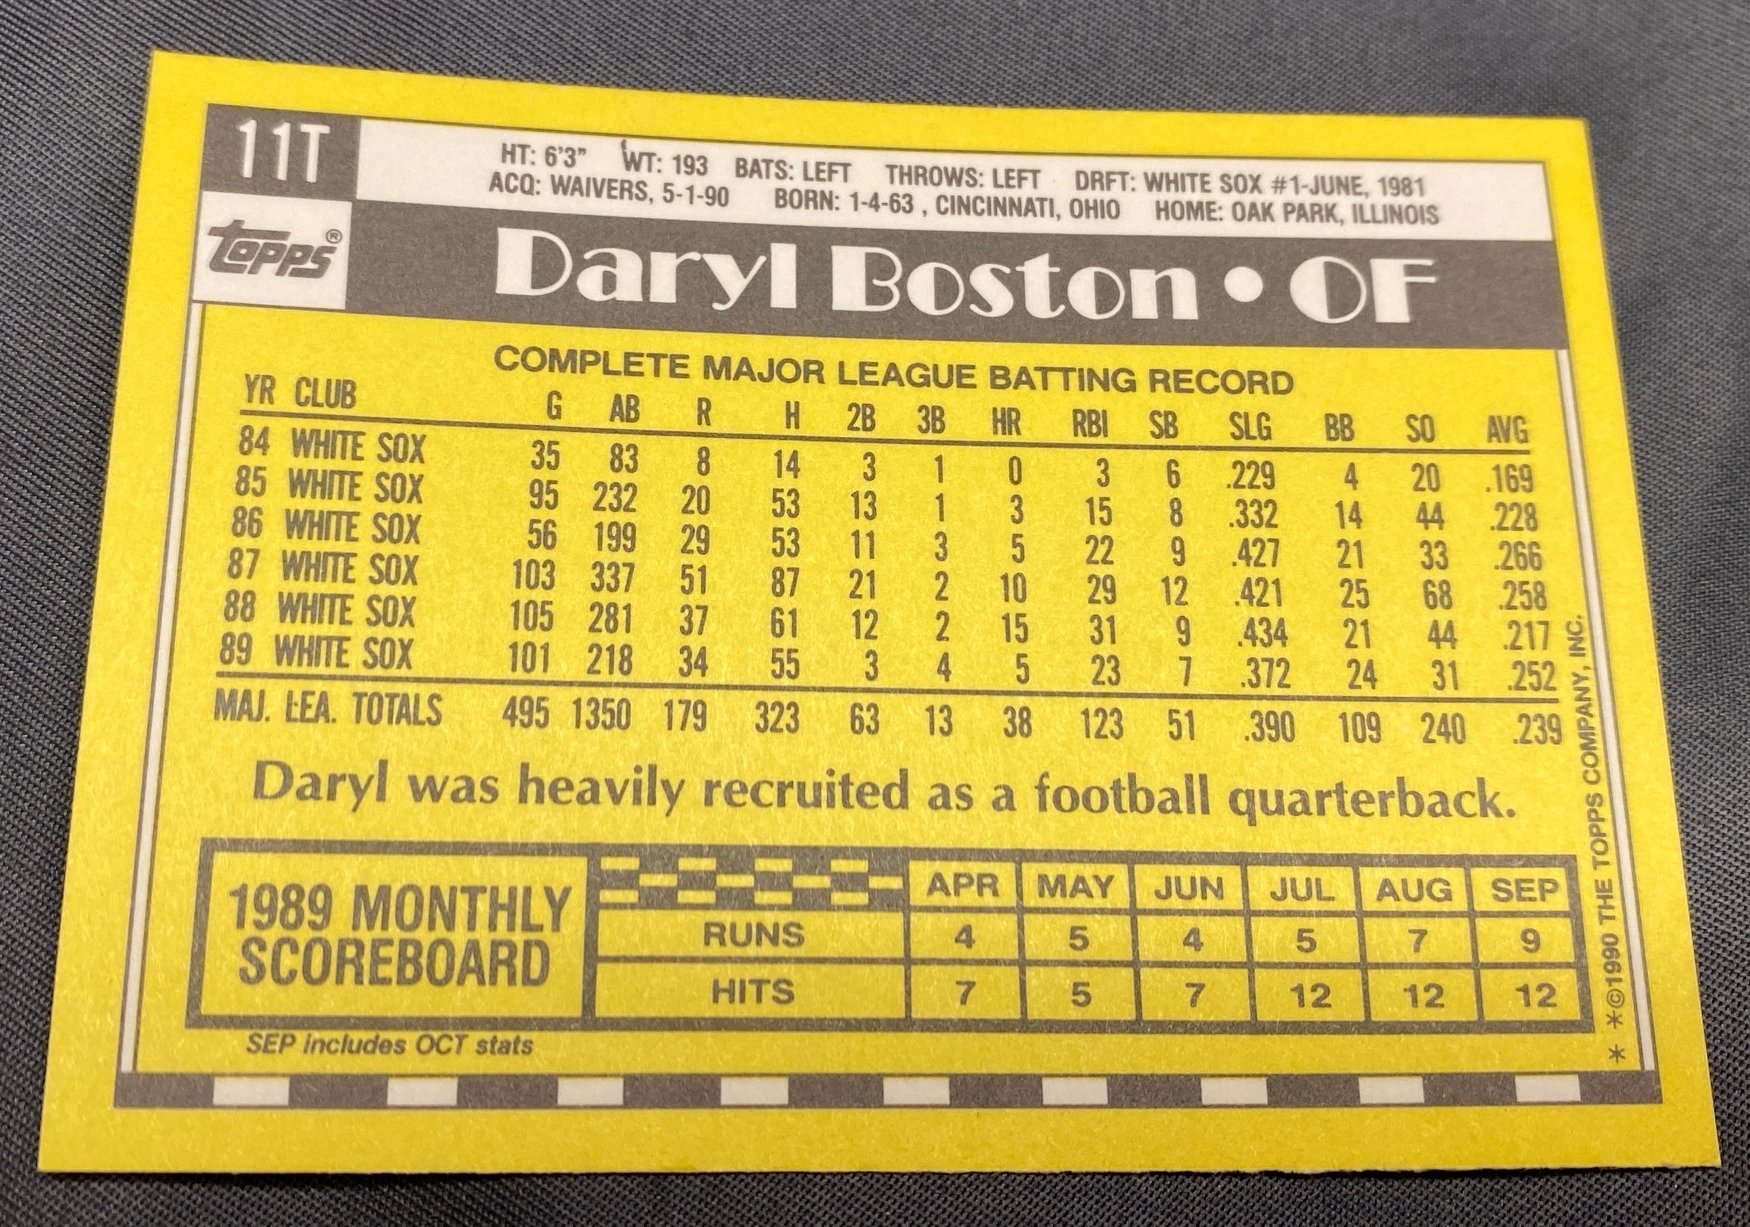 11T
HT: 6'3" WT: 193 BATS: LEFT THROWS: LEFT DRFT: WHITE SOX #1-JUNE, 1981
ACQ: WAIVERS, 5-1-90 BORN: 1-4-63 , CINCINNATI, OHIO HOME: OAK PARK, ILLINOIS
topps®
Daryl Boston • OF
COMPLETE MAJOR LEAGUE BATTING RECORD
YR CLUB G AB R H 2B 3B HR RBI SB SLG BB SO AVG
84 WHITE SOX 35 83 8 14 3 1 0 3 6 .229 4 20 .169
85 WHITE SOX 95 232 20 53 13 1 3 15 8 .332 14 44 .228
86 WHITE SOX 56 199 29 53 11 3 5 22 9 .427 21 33 .266
87 WHITE SOX 103 337 51 87 21 2 10 29 12 .421 25 68 .258
88 WHITE SOX 105 281 37 61 12 2 15 31 9 .434 21 44 .217
89 WHITE SOX 101 218 34 55 3 4 5 23 7 .372 24 31 .252
MAJ. LEA. TOTALS 495 1350 179 323 63 13 38 123 51 .390 109 240 .239
Daryl was heavily recruited as a football quarterback.
1989 MONTHLY
SCOREBOARD
APR MAY JUN JUL AUG SEP
RUNS 4 5 4 5 7 9
HITS 7 5 7 12 12 12
SEP includes OCT stats
* *©1990 THE TOPPS COMPANY, INC.